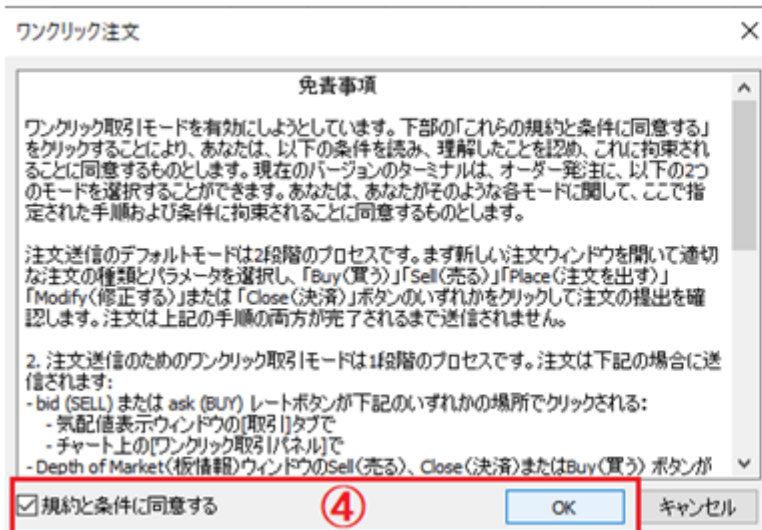 ワンクリック注文
免責事項
ワンクリック取引モードを有効にしようとしています。下部の「これらの規約と条件に同意する」
をクリックすることにより、あなたは、以下の条件を読み、理解したことを認め、これに拘束され
ることに同意するものとします。現在のバージョンのターミナルは、オーダー発注に、以下の2つ
のモードを選択することができます。あなたは、あなたがそのような各モードに関して、ここで指
定された手順および条件に拘束されることに同意するものとします。
注文送信のデフォルトモードは2段階のプロセスです。まず新しい注文ウィンドウを開いて適切
な注文の種類とパラメータを選択し、「Buy(買う)」「Sell(売る)」「Place(注文を出す)」
「Modify(修正する)」または「Close(決済)」ボタンのいずれかをクリックして注文の提出を確
認します。注文は上記の手順の両方が完了されるまで送信されません。
2. 注文送信のためのワンクリック取引モードは1段階のプロセスです。注文は下記の場合に送
信されます:
- bid (SELL) または ask (BUY) レートボタンが下記のいずれかの場所でクリックされる:
- 気配値表示ウィンドウの[取引]タブで
- チャート上の[ワンクリック取引パネル]で
- Depth of Market(板情報)ウィンドウのSell(売る)、Close(決済)またはBuy(買う) ボタンが
規約と条件に同意する ④ OK キャンセル